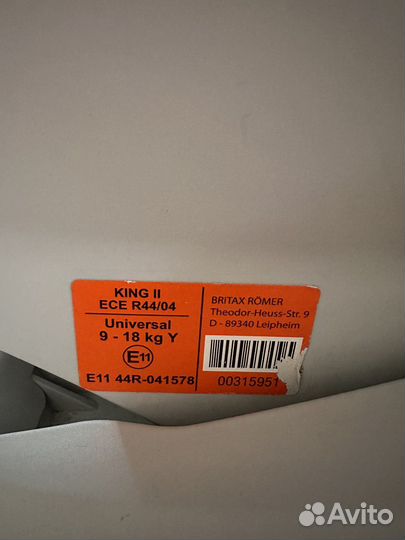 KING II
ECE R44/04
Universal
9 - 18 kg Y
E11
E11 44R-041578
BRITAX RÖMER
Theodor-Heuss-Str. 9
D - 89340 Leipheim
00315951
Avito